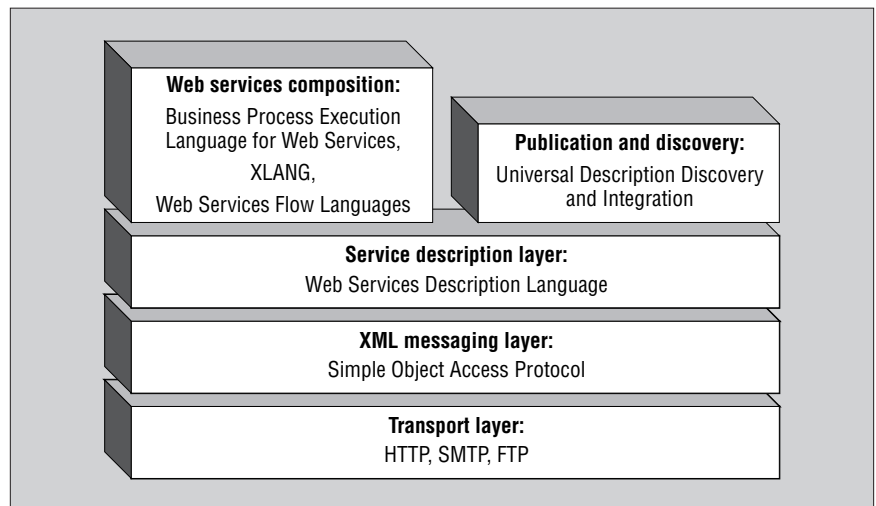 Web services composition:
Business Process Execution
Language for Web Services,
XLANG,
Web Services Flow Languages
Publication and discovery:
Universal Description Discovery
and Integration
Service description layer:
Web Services Description Language
XML messaging layer:
Simple Object Access Protocol
Transport layer:
HTTP, SMTP, FTP